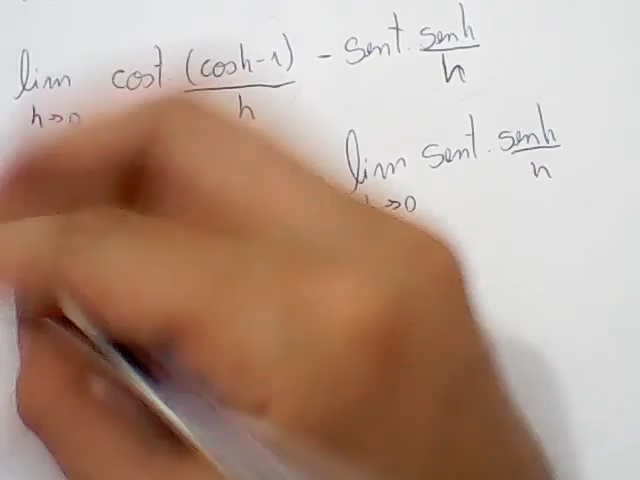 lim cost. (cosh-1)/h - sent. senh/h
h→0
lim sent. senh/h
→0